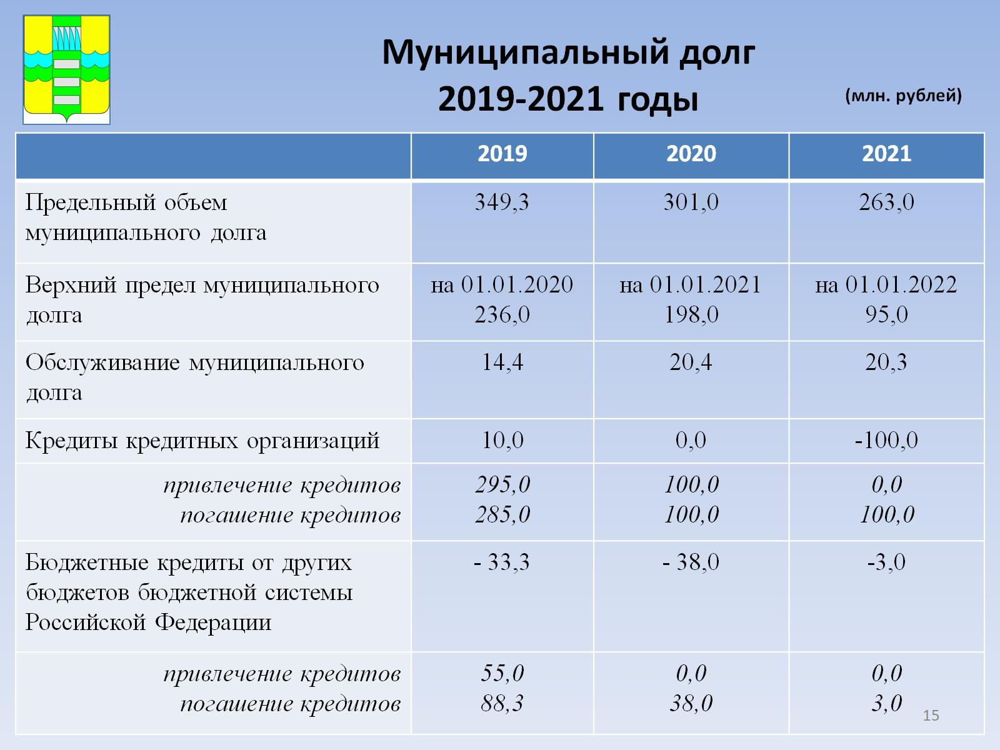 Муниципальный долг
2019-2021 годы
(млн. рублей)
2019 2020 2021
Предельный объем 349,3 301,0 263,0
муниципального долга
Верхний предел муниципального на 01.01.2020 на 01.01.2021 на 01.01.2022
долга 236,0 198,0 95,0
Обслуживание муниципального 14,4 20,4 20,3
долга
Кредиты кредитных организаций 10,0 0,0 -100,0
привлечение кредитов 295,0 100,0 0,0
погашение кредитов 285,0 100,0 100,0
Бюджетные кредиты от других - 33,3 - 38,0 -3,0
бюджетов бюджетной системы
Российской Федерации
привлечение кредитов 55,0 0,0 0,0
погашение кредитов 88,3 38,0 3,0
15